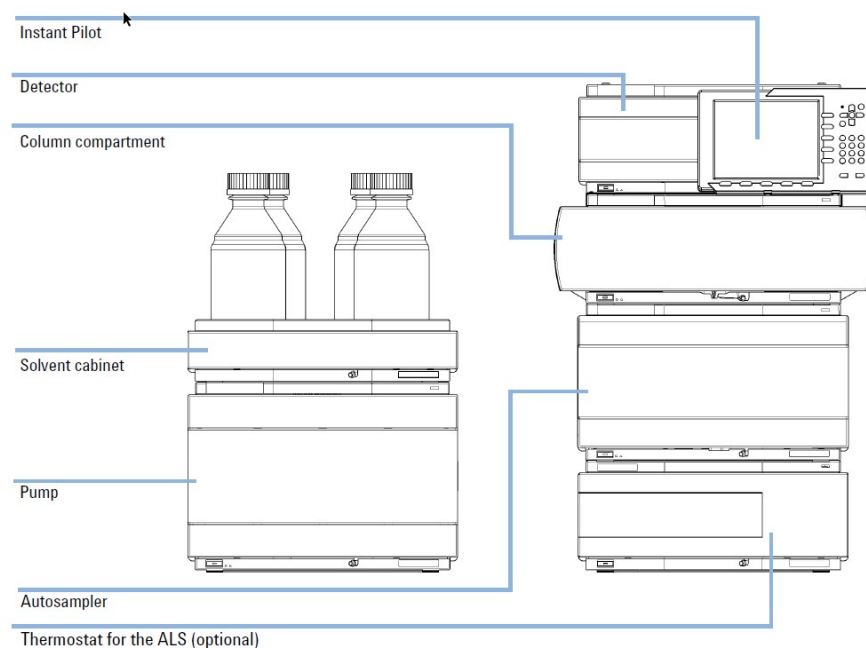 Instant Pilot
Detector
Column compartment
Solvent cabinet
Pump
Autosampler
Thermostat for the ALS (optional)